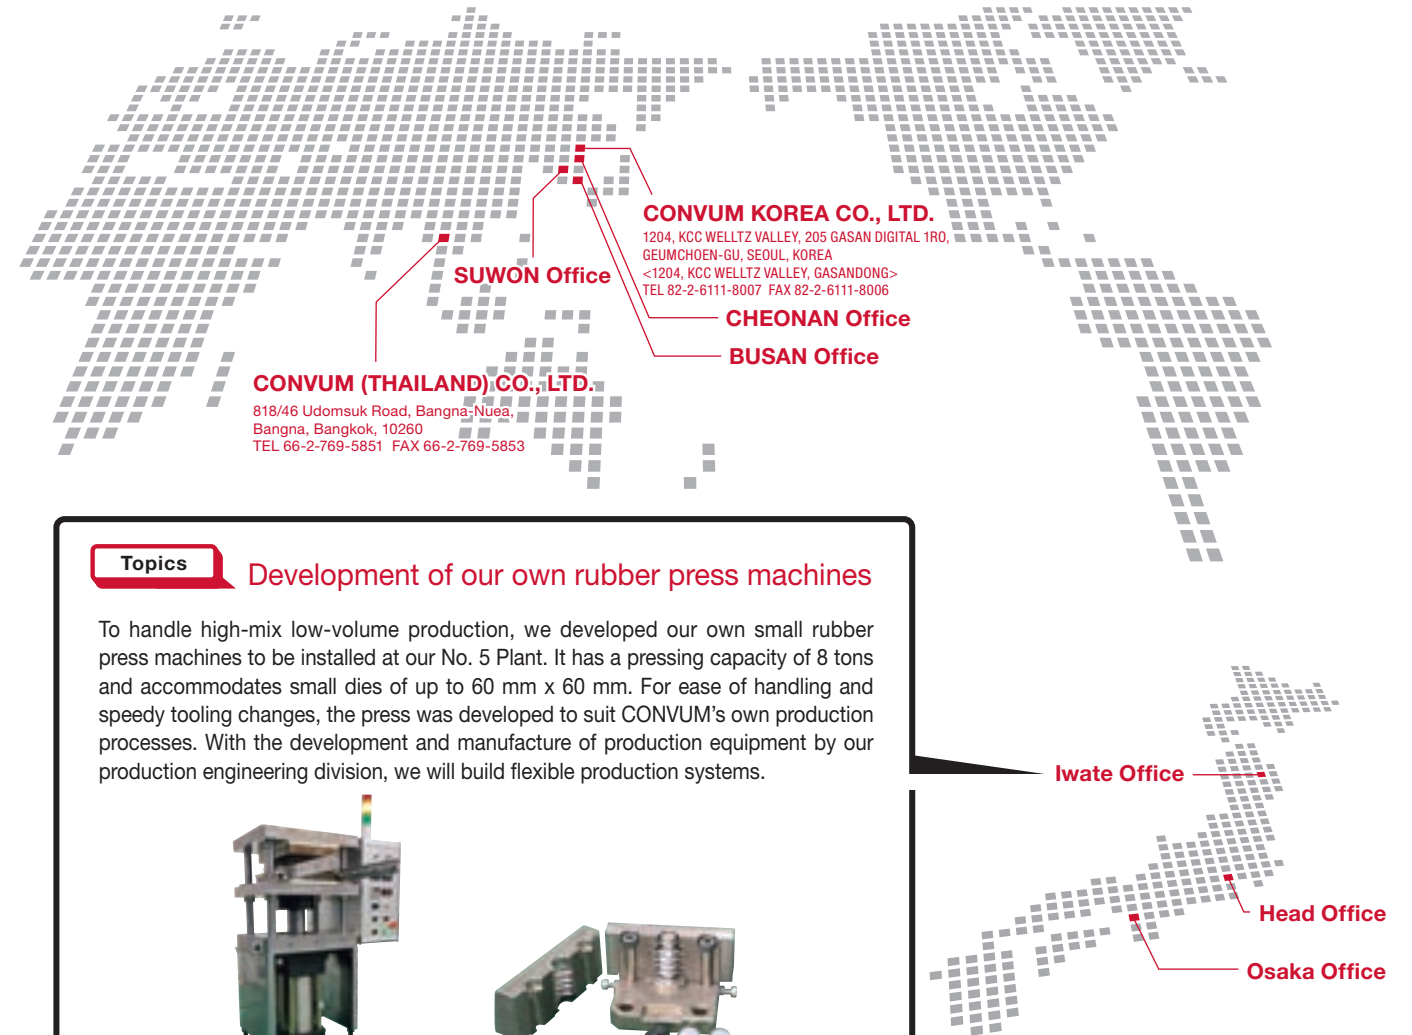 CONVUM KOREA CO., LTD.
1204, KCC WELLTZ VALLEY, 205 GASAN DIGITAL 1RO,
GEUMCHOEN-GU, SEOUL, KOREA
<1204, KCC WELLTZ VALLEY, GASANDONG>
TEL 82-2-6111-8007 FAX 82-2-6111-8006
SUWON Office
CHEONAN Office
BUSAN Office
CONVUM (THAILAND) CO., LTD.
818/46 Udomsuk Road, Bangna-Nuea,
Bangna, Bangkok, 10260
TEL 66-2-769-5851 FAX 66-2-769-5853
Topics
Development of our own rubber press machines
To handle high-mix low-volume production, we developed our own small rubber
press machines to be installed at our No. 5 Plant. It has a pressing capacity of 8 tons
and accommodates small dies of up to 60 mm x 60 mm. For ease of handling and
speedy tooling changes, the press was developed to suit CONVUM's own production
processes. With the development and manufacture of production equipment by our
production engineering division, we will build flexible production systems.
Iwate Office
Head Office
Osaka Office